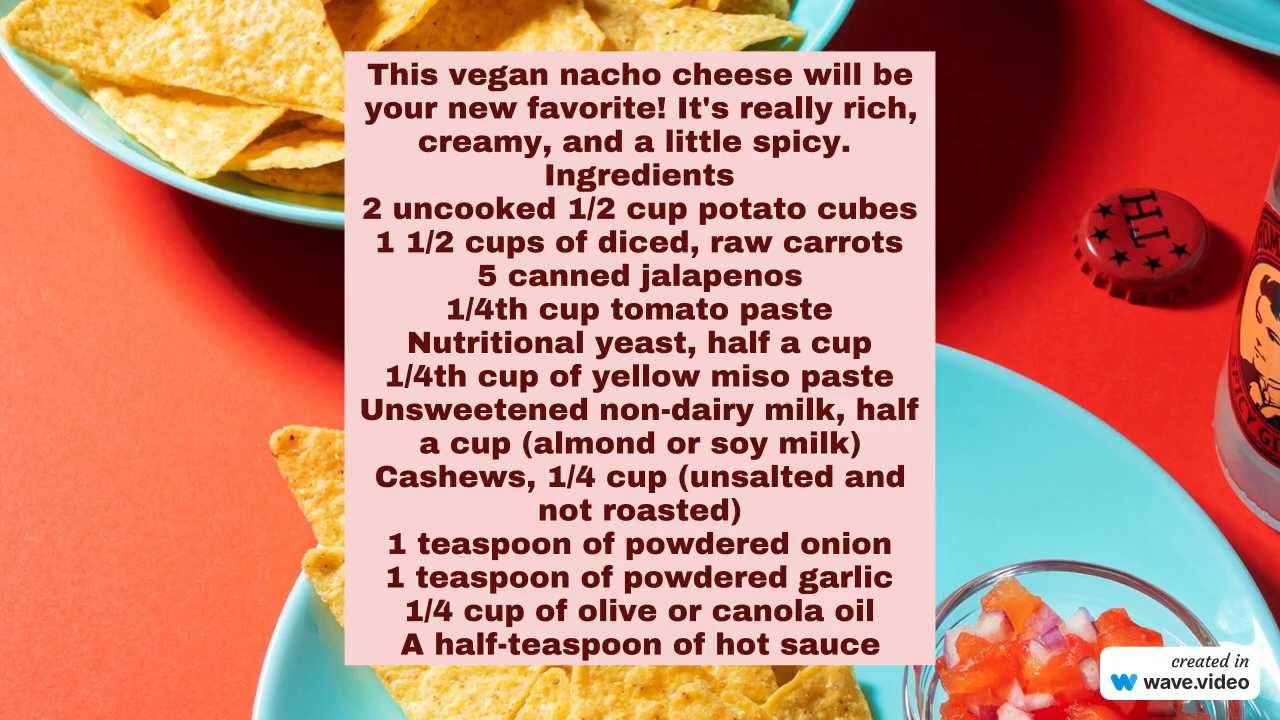 This vegan nacho cheese will be
your new favorite! It's really rich,
creamy, and a little spicy.
Ingredients
2 uncooked 1/2 cup potato cubes
1 1/2 cups of diced, raw carrots
5 canned jalapenos
1/4th cup tomato paste
Nutritional yeast, half a cup
1/4th cup of yellow miso paste
Unsweetened non-dairy milk, half
a cup (almond or soy milk)
Cashews, 1/4 cup (unsalted and
not roasted)
1 teaspoon of powdered onion
1 teaspoon of powdered garlic
1/4 cup of olive or canola oil
A half-teaspoon of hot sauce
HT
SPICY G
created in
wave.video